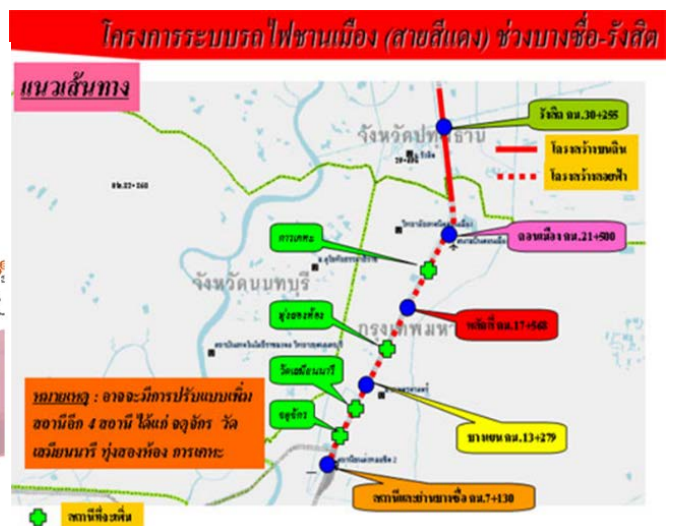 โครงการระบบรถไฟชานเมือง (สายสีแดง) ช่วงบางซื่อ-รังสิต
แนวเส้นทาง
รังสิต กม.30+255
จังหวัดปทุมธานี
โครงสร้างบนดิน
โครงสร้างลอยฟ้า
ดอนเมือง กม.21+500
การเคหะ
จังหวัดนนทบุรี
ทุ่งสองห้อง
หลักสี่ กม.17+568
กรุงเทพมหา
วัดเสมียนนารี
จตุจักร
บางเขน กม.13+279
หมายเหตุ : อาจจะมีการปรับแบบเพิ่ม
สถานีอีก 4 สถานี ได้แก่ จตุจักร วัด
เสมียนนารี ทุ่งสองห้อง การเคหะ
สถานีและย่านบางซื่อ กม.7+130
สถานีที่จะเพิ่ม